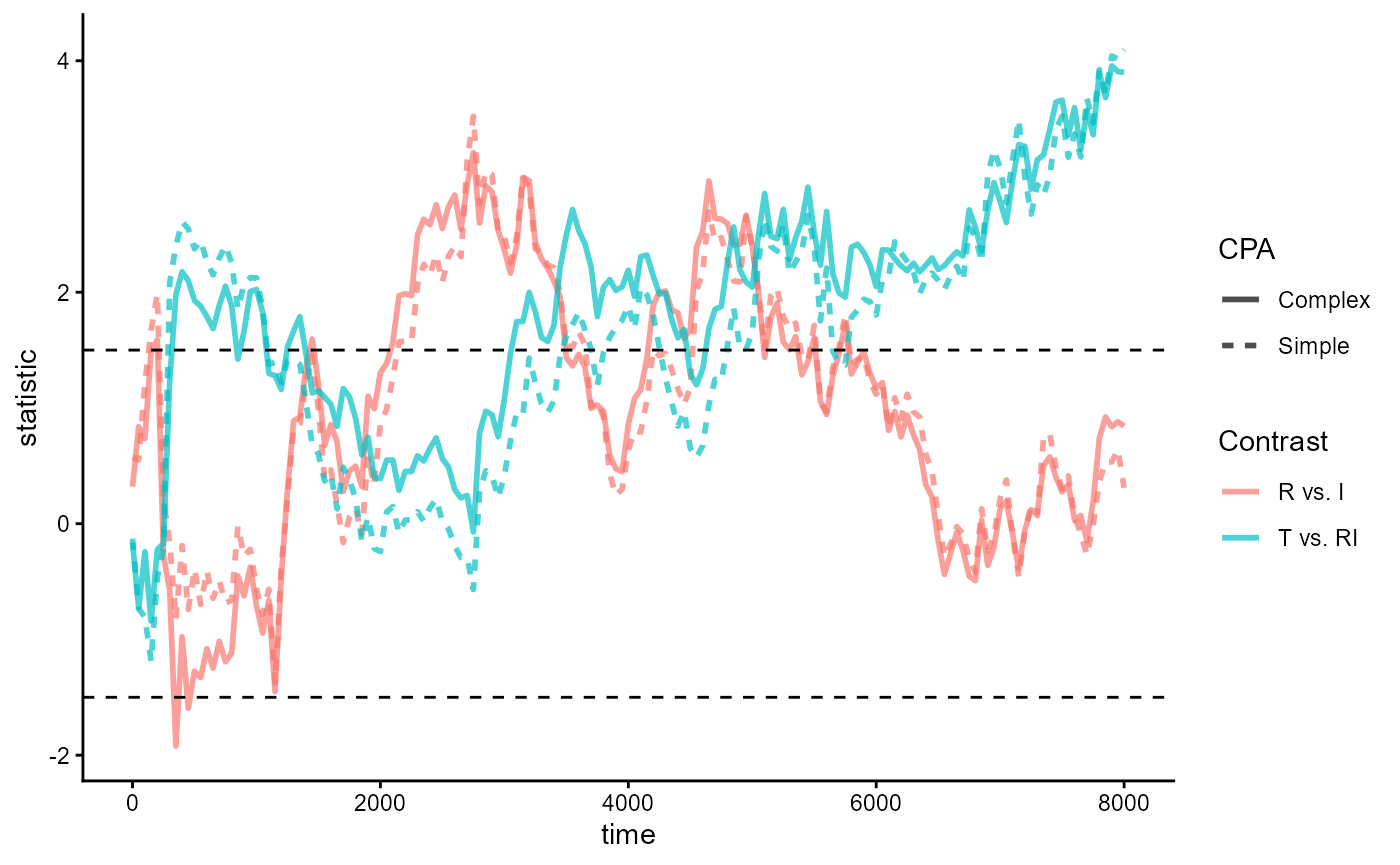 4
2
0
-2
statistic
0 2000 4000 6000 8000
time
CPA
Complex
Simple
Contrast
R vs. I
T vs. RI